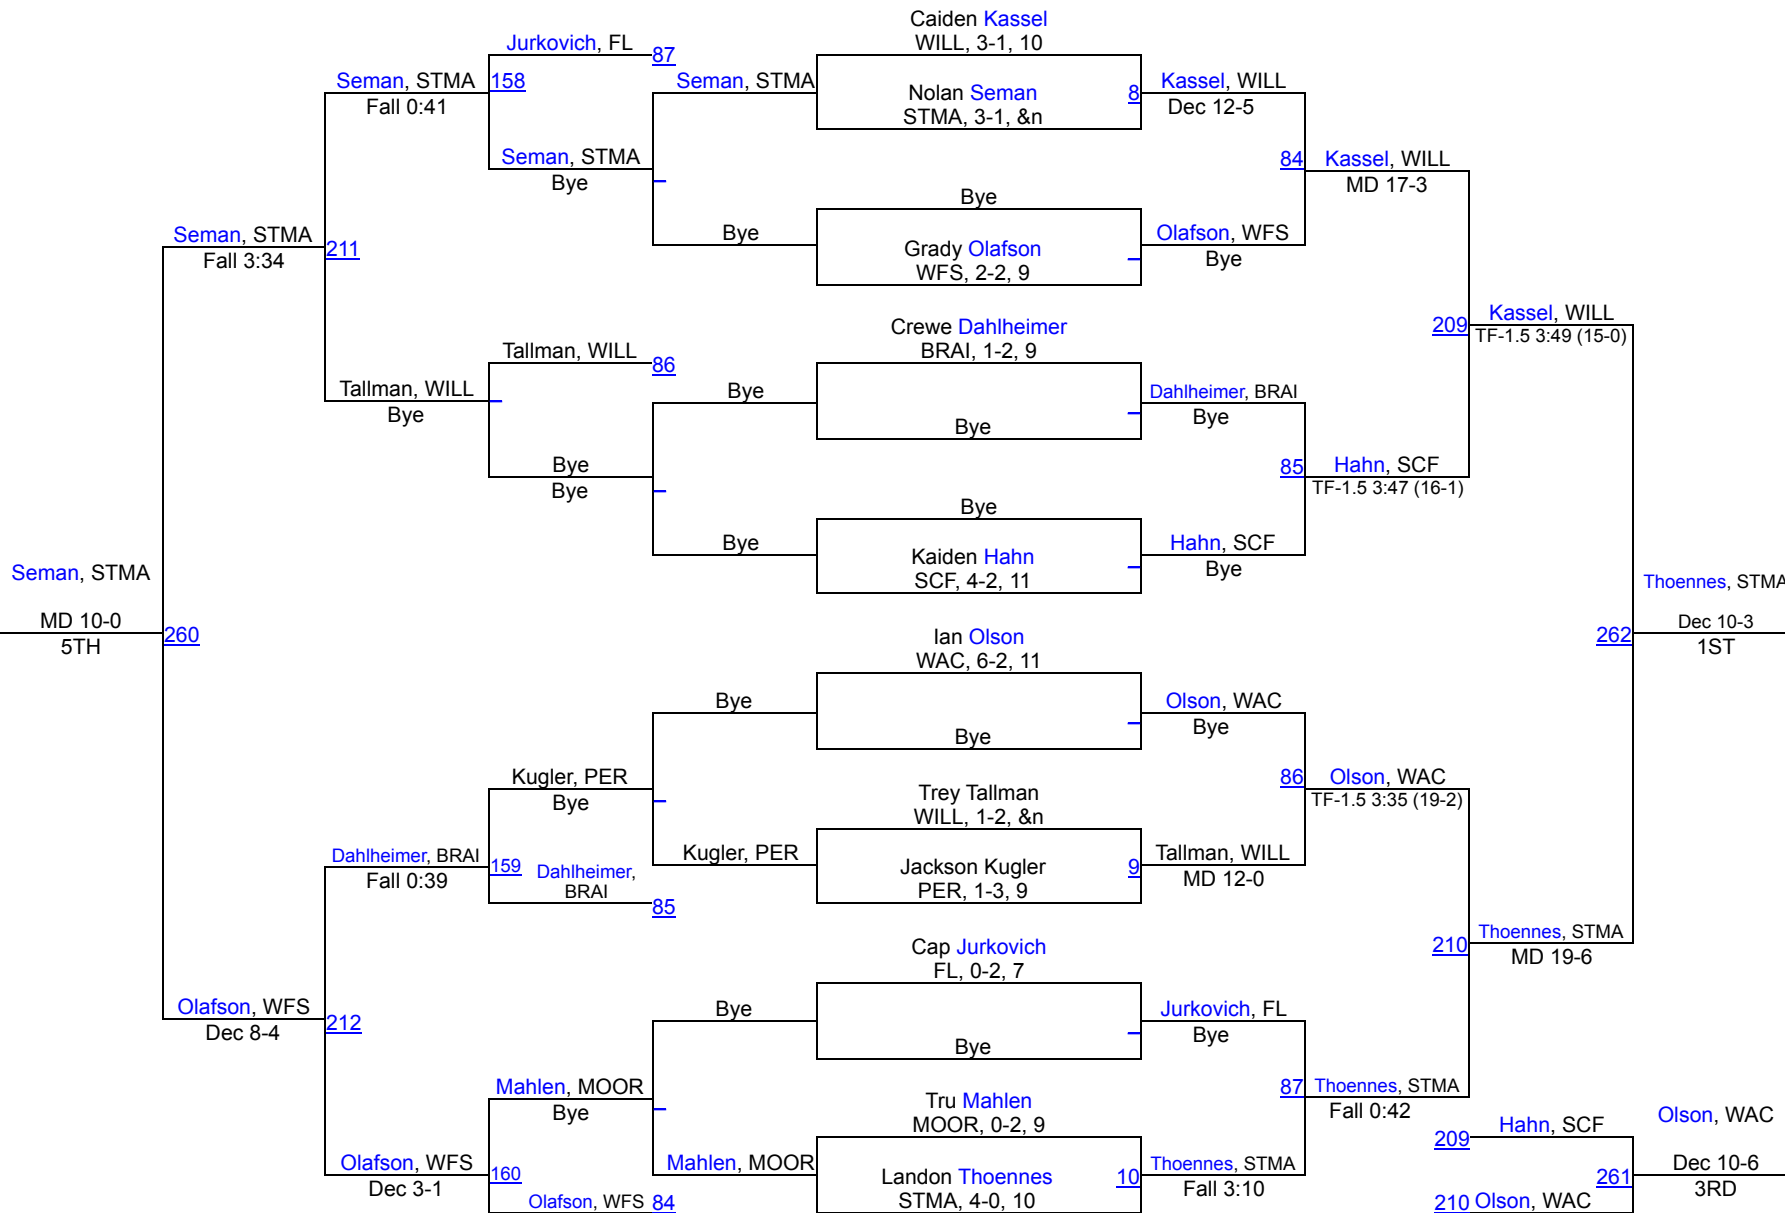 Caiden Kassel
WILL, 3-1, 10
Jurkovich, FL
87
Seman, STMA
158
Fall 0:41
Seman, STMA
Nolan Seman
STMA, 3-1, &n
8
Kassel, WILL
Dec 12-5
Seman, STMA
Bye
84
Kassel, WILL
MD 17-3
Bye
Bye
Grady Olafson
WFS, 2-2, 9
Olafson, WFS
Bye
Seman, STMA
Fall 3:34
211
Crewe Dahlheimer
BRAI, 1-2, 9
209
Kassel, WILL
TF-1.5 3:49 (15-0)
Tallman, WILL
86
Tallman, WILL
Bye
Bye
Bye
Dahlheimer, BRAI
Bye
Bye
Bye
85
Hahn, SCF
TF-1.5 3:47 (16-1)
Bye
Bye
Kaiden Hahn
SCF, 4-2, 11
Hahn, SCF
Bye
Seman, STMA
MD 10-0
5TH
260
Thoennes, STMA
262
Dec 10-3
1ST
Ian Olson
WAC, 6-2, 11
Bye
Bye
Olson, WAC
Bye
Kugler, PER
Bye
86
Olson, WAC
TF-1.5 3:35 (19-2)
Trey Tallman
WILL, 1-2, &n
Kugler, PER
Jackson Kugler
PER, 1-3, 9
9
Tallman, WILL
MD 12-0
Dahlheimer, BRAI
Fall 0:39
159
Dahlheimer,
BRAI
85
210
Thoennes, STMA
MD 19-6
Cap Jurkovich
FL, 0-2, 7
Bye
Bye
Jurkovich, FL
Bye
Olafson, WFS
Dec 8-4
212
Mahlen, MOOR
Bye
87
Thoennes, STMA
Fall 0:42
Tru Mahlen
MOOR, 0-2, 9
Mahlen, MOOR
Landon Thoennes
STMA, 4-0, 10
10
Thoennes, STMA
Fall 3:10
Olafson, WFS
Dec 3-1
160
Olafson, WFS
84
209
Hahn, SCF
Olson, WAC
261
Dec 10-6
3RD
210
Olson, WAC